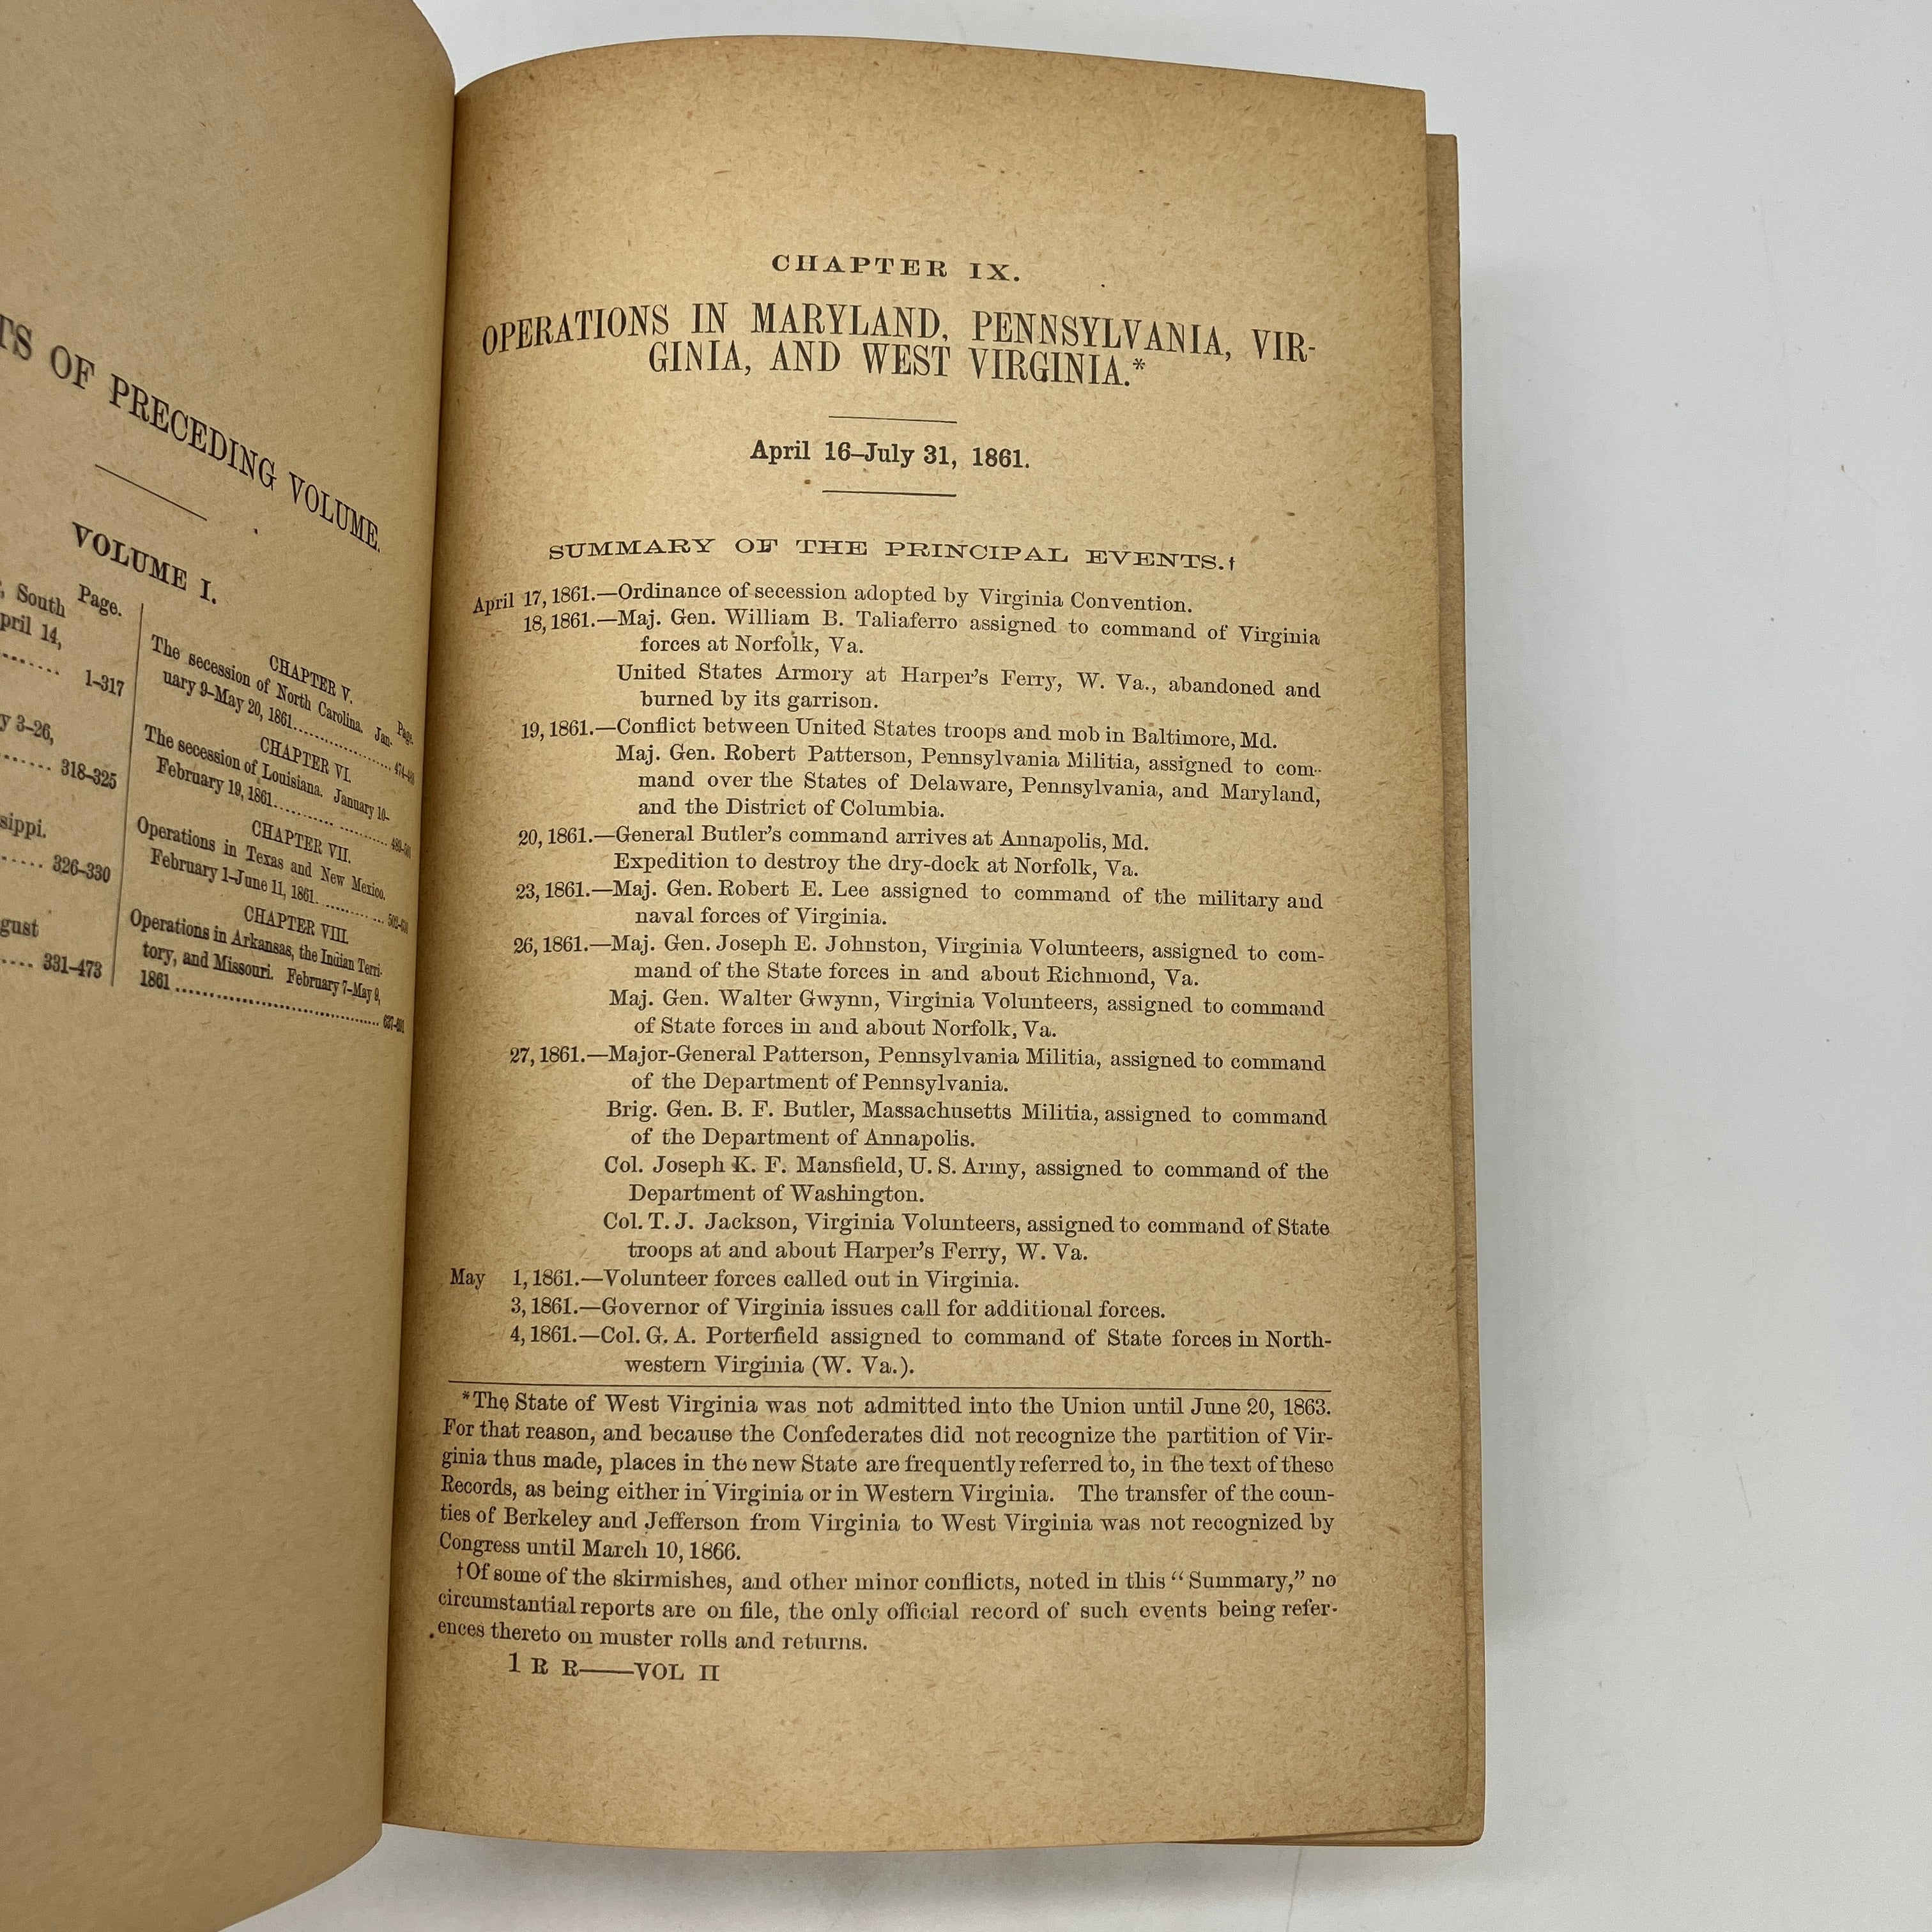 TS OF PRECEDING VOLUME.
VOLUME I.
Page.
, South
pril 14,
........ 1–317
y 3–26,
........ 318–325
sippi.
..... 326–330
gust
.... 331–473
CHAPTER V.
Page.
The secession of North Carolina. Jan-
uary 9–May 20, 1861
CHAPTER VI.
The secession of Louisiana. January 10–
February 19, 1861
CHAPTER VII.
Operations in Texas and New Mexico.
February 1–June 11, 1861
CHAPTER VIII.
Operations in Arkansas, the Indian Terri-
tory, and Missouri. February 7–May 9,
1861
CHAPTER IX.
OPERATIONS IN MARYLAND, PENNSYLVANIA, VIR-
GINIA, AND WEST VIRGINIA.*
April 16–July 31, 1861.
SUMMARY OF THE PRINCIPAL EVENTS.†
April 17, 1861.—Ordinance of secession adopted by Virginia Convention.
18, 1861.—Maj. Gen. William B. Taliaferro assigned to command of Virginia
forces at Norfolk, Va.
United States Armory at Harper's Ferry, W. Va., abandoned and
burned by its garrison.
19, 1861.—Conflict between United States troops and mob in Baltimore, Md.
Maj. Gen. Robert Patterson, Pennsylvania Militia, assigned to com-
mand over the States of Delaware, Pennsylvania, and Maryland,
and the District of Columbia.
20, 1861.—General Butler's command arrives at Annapolis, Md.
Expedition to destroy the dry-dock at Norfolk, Va.
23, 1861.—Maj. Gen. Robert E. Lee assigned to command of the military and
naval forces of Virginia.
26, 1861.—Maj. Gen. Joseph E. Johnston, Virginia Volunteers, assigned to com-
mand of the State forces in and about Richmond, Va.
Maj. Gen. Walter Gwynn, Virginia Volunteers, assigned to command
of State forces in and about Norfolk, Va.
27, 1861.—Major-General Patterson, Pennsylvania Militia, assigned to command
of the Department of Pennsylvania.
Brig. Gen. B. F. Butler, Massachusetts Militia, assigned to command
of the Department of Annapolis.
Col. Joseph K. F. Mansfield, U. S. Army, assigned to command of the
Department of Washington.
Col. T. J. Jackson, Virginia Volunteers, assigned to command of State
troops at and about Harper's Ferry, W. Va.
May 1, 1861.—Volunteer forces called out in Virginia.
3, 1861.—Governor of Virginia issues call for additional forces.
4, 1861.—Col. G. A. Porterfield assigned to command of State forces in North-
western Virginia (W. Va.).
*The State of West Virginia was not admitted into the Union until June 20, 1863.
For that reason, and because the Confederates did not recognize the partition of Vir-
ginia thus made, places in the new State are frequently referred to, in the text of these
Records, as being either in Virginia or in Western Virginia. The transfer of the coun-
ties of Berkeley and Jefferson from Virginia to West Virginia was not recognized by
Congress until March 10, 1866.
†Of some of the skirmishes, and other minor conflicts, noted in this "Summary," no
circumstantial reports are on file, the only official record of such events being refer-
ences thereto on muster rolls and returns.
1 R R——VOL II